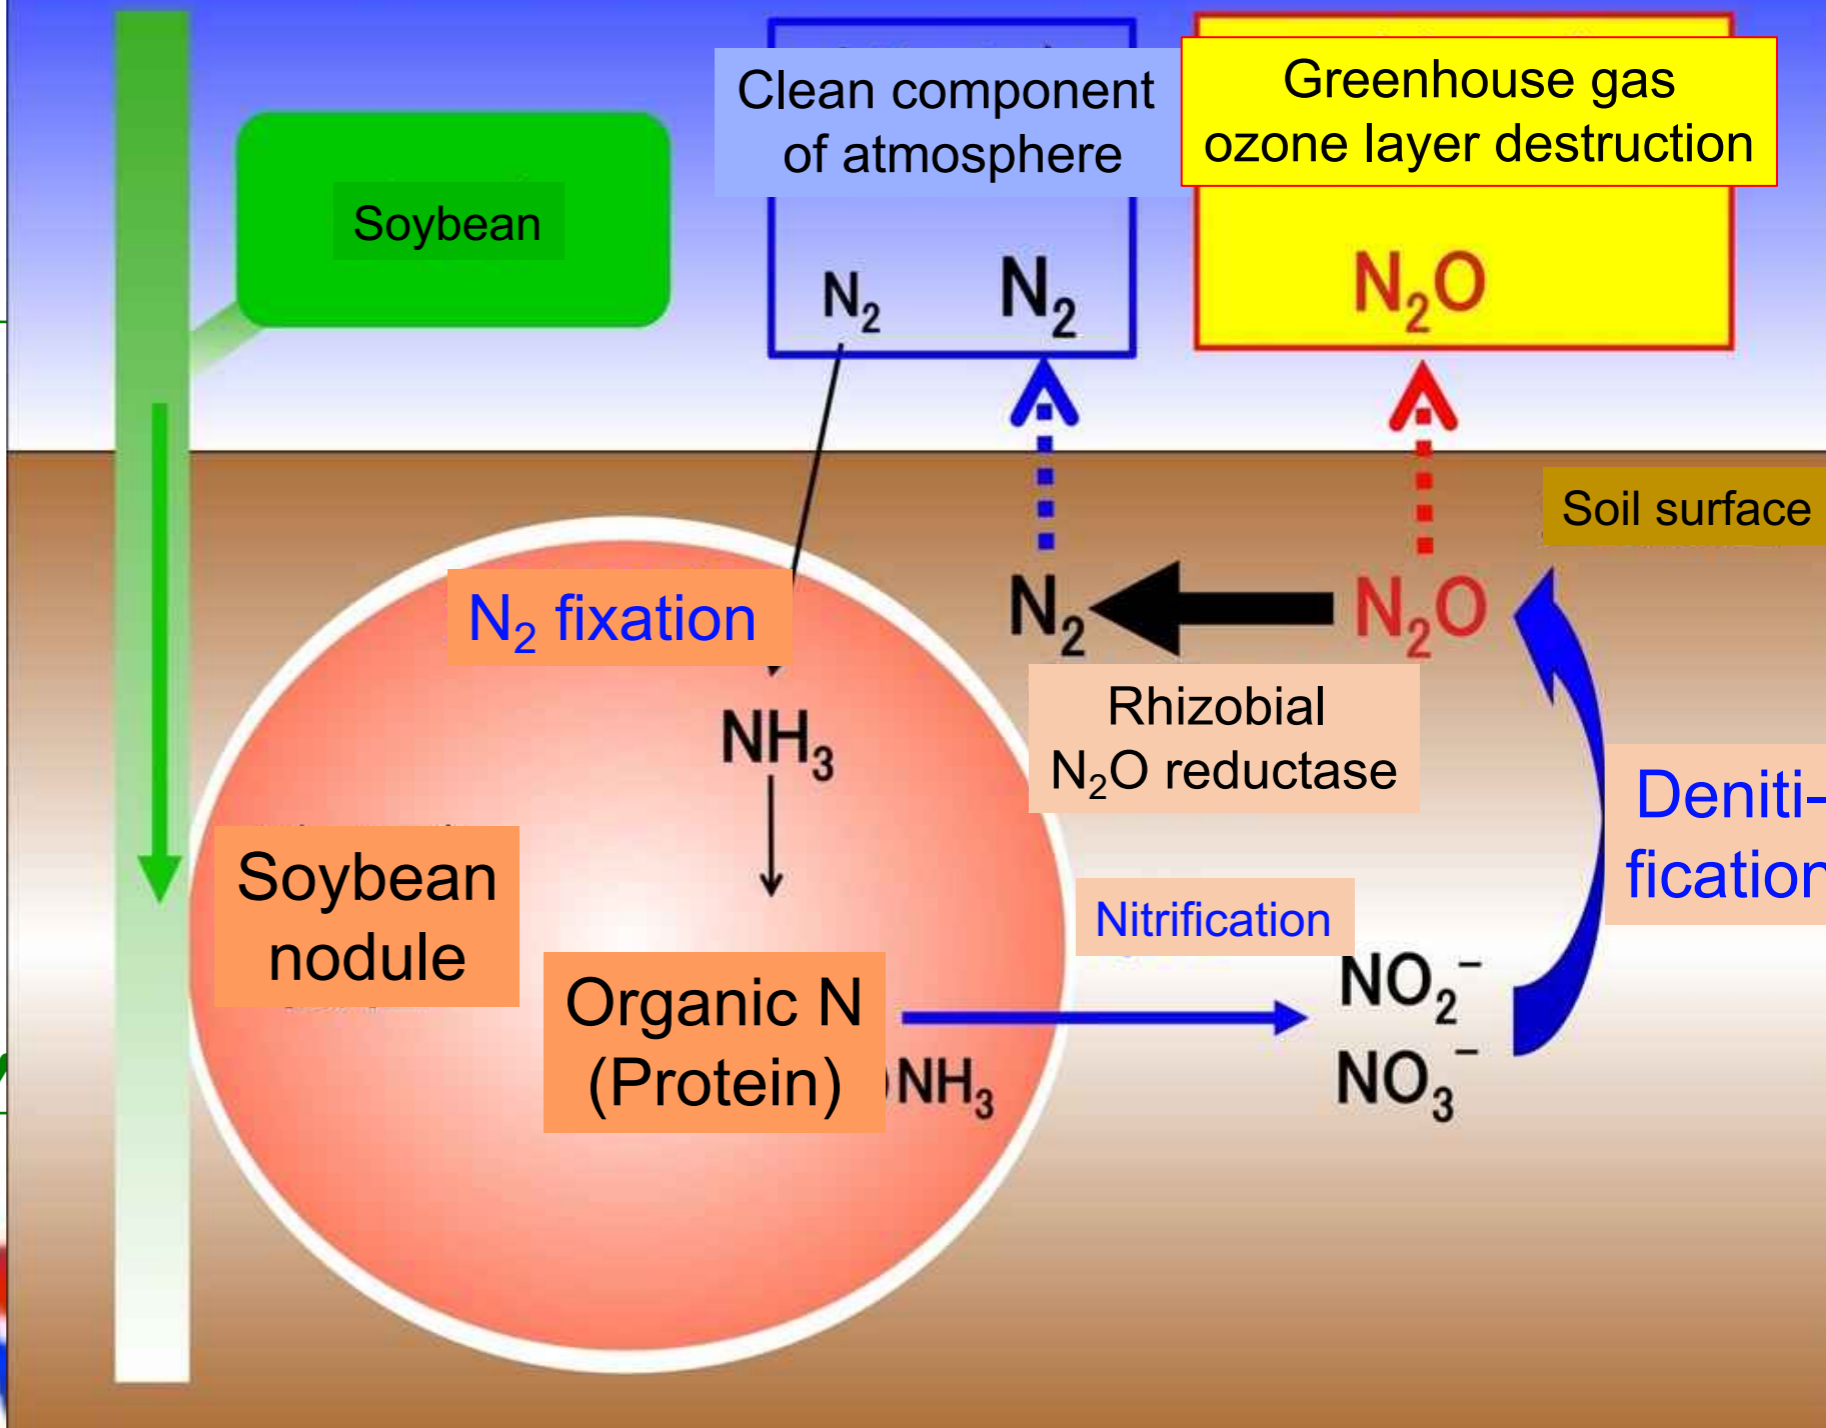 Clean component
of atmosphere
Greenhouse gas
ozone layer destruction
Soybean
N₂
N₂
N₂O
Soil surface
N₂ fixation
N₂
N₂O
Rhizobial
N₂O reductase
NH₃
Deniti-
fication
Soybean
nodule
Nitrification
Organic N
(Protein)
NH₃
NO₂⁻
NO₃⁻